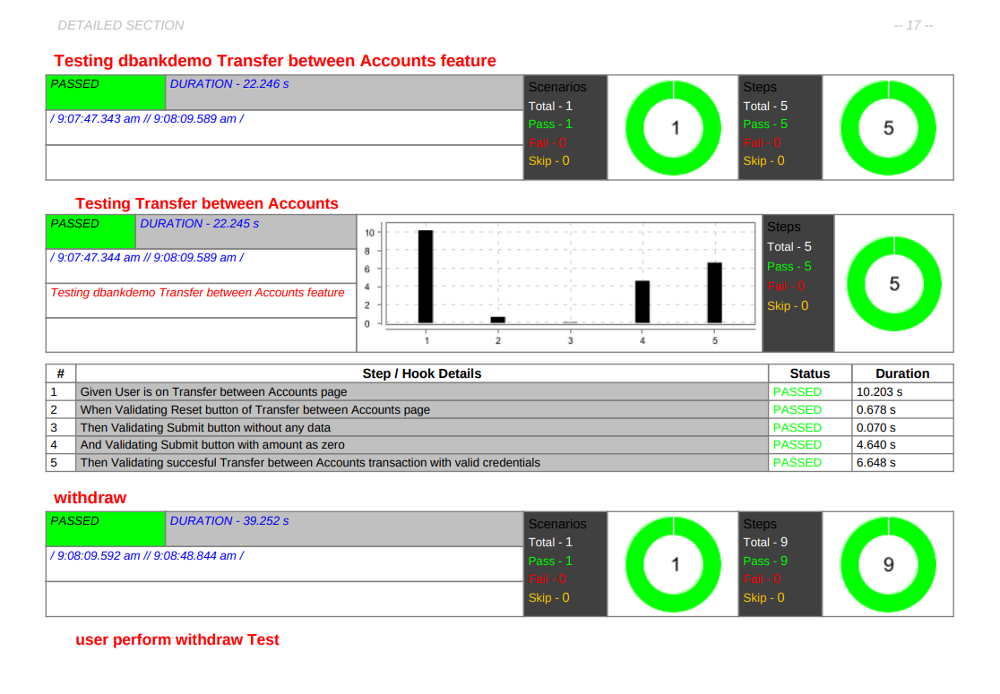 DETAILED SECTION -- 17 --
Testing dbankdemo Transfer between Accounts feature
PASSED DURATION - 22.246 s
/ 9:07:47.343 am // 9:08:09.589 am /
Scenarios
Total - 1
Pass - 1
Fail - 0
Skip - 0
1
Steps
Total - 5
Pass - 5
Fail - 0
Skip - 0
5
Testing Transfer between Accounts
PASSED DURATION - 22.245 s
/ 9:07:47.344 am // 9:08:09.589 am /
Testing dbankdemo Transfer between Accounts feature
10
8
6
4
2
0
1 2 3 4 5
Steps
Total - 5
Pass - 5
Fail - 0
Skip - 0
5
# Step / Hook Details Status Duration
1 Given User is on Transfer between Accounts page PASSED 10.203 s
2 When Validating Reset button of Transfer between Accounts page PASSED 0.678 s
3 Then Validating Submit button without any data PASSED 0.070 s
4 And Validating Submit button with amount as zero PASSED 4.640 s
5 Then Validating succesful Transfer between Accounts transaction with valid credentials PASSED 6.648 s
withdraw
PASSED DURATION - 39.252 s
/ 9:08:09.592 am // 9:08:48.844 am /
Scenarios
Total - 1
Pass - 1
Fail - 0
Skip - 0
1
Steps
Total - 9
Pass - 9
Fail - 0
Skip - 0
9
user perform withdraw Test